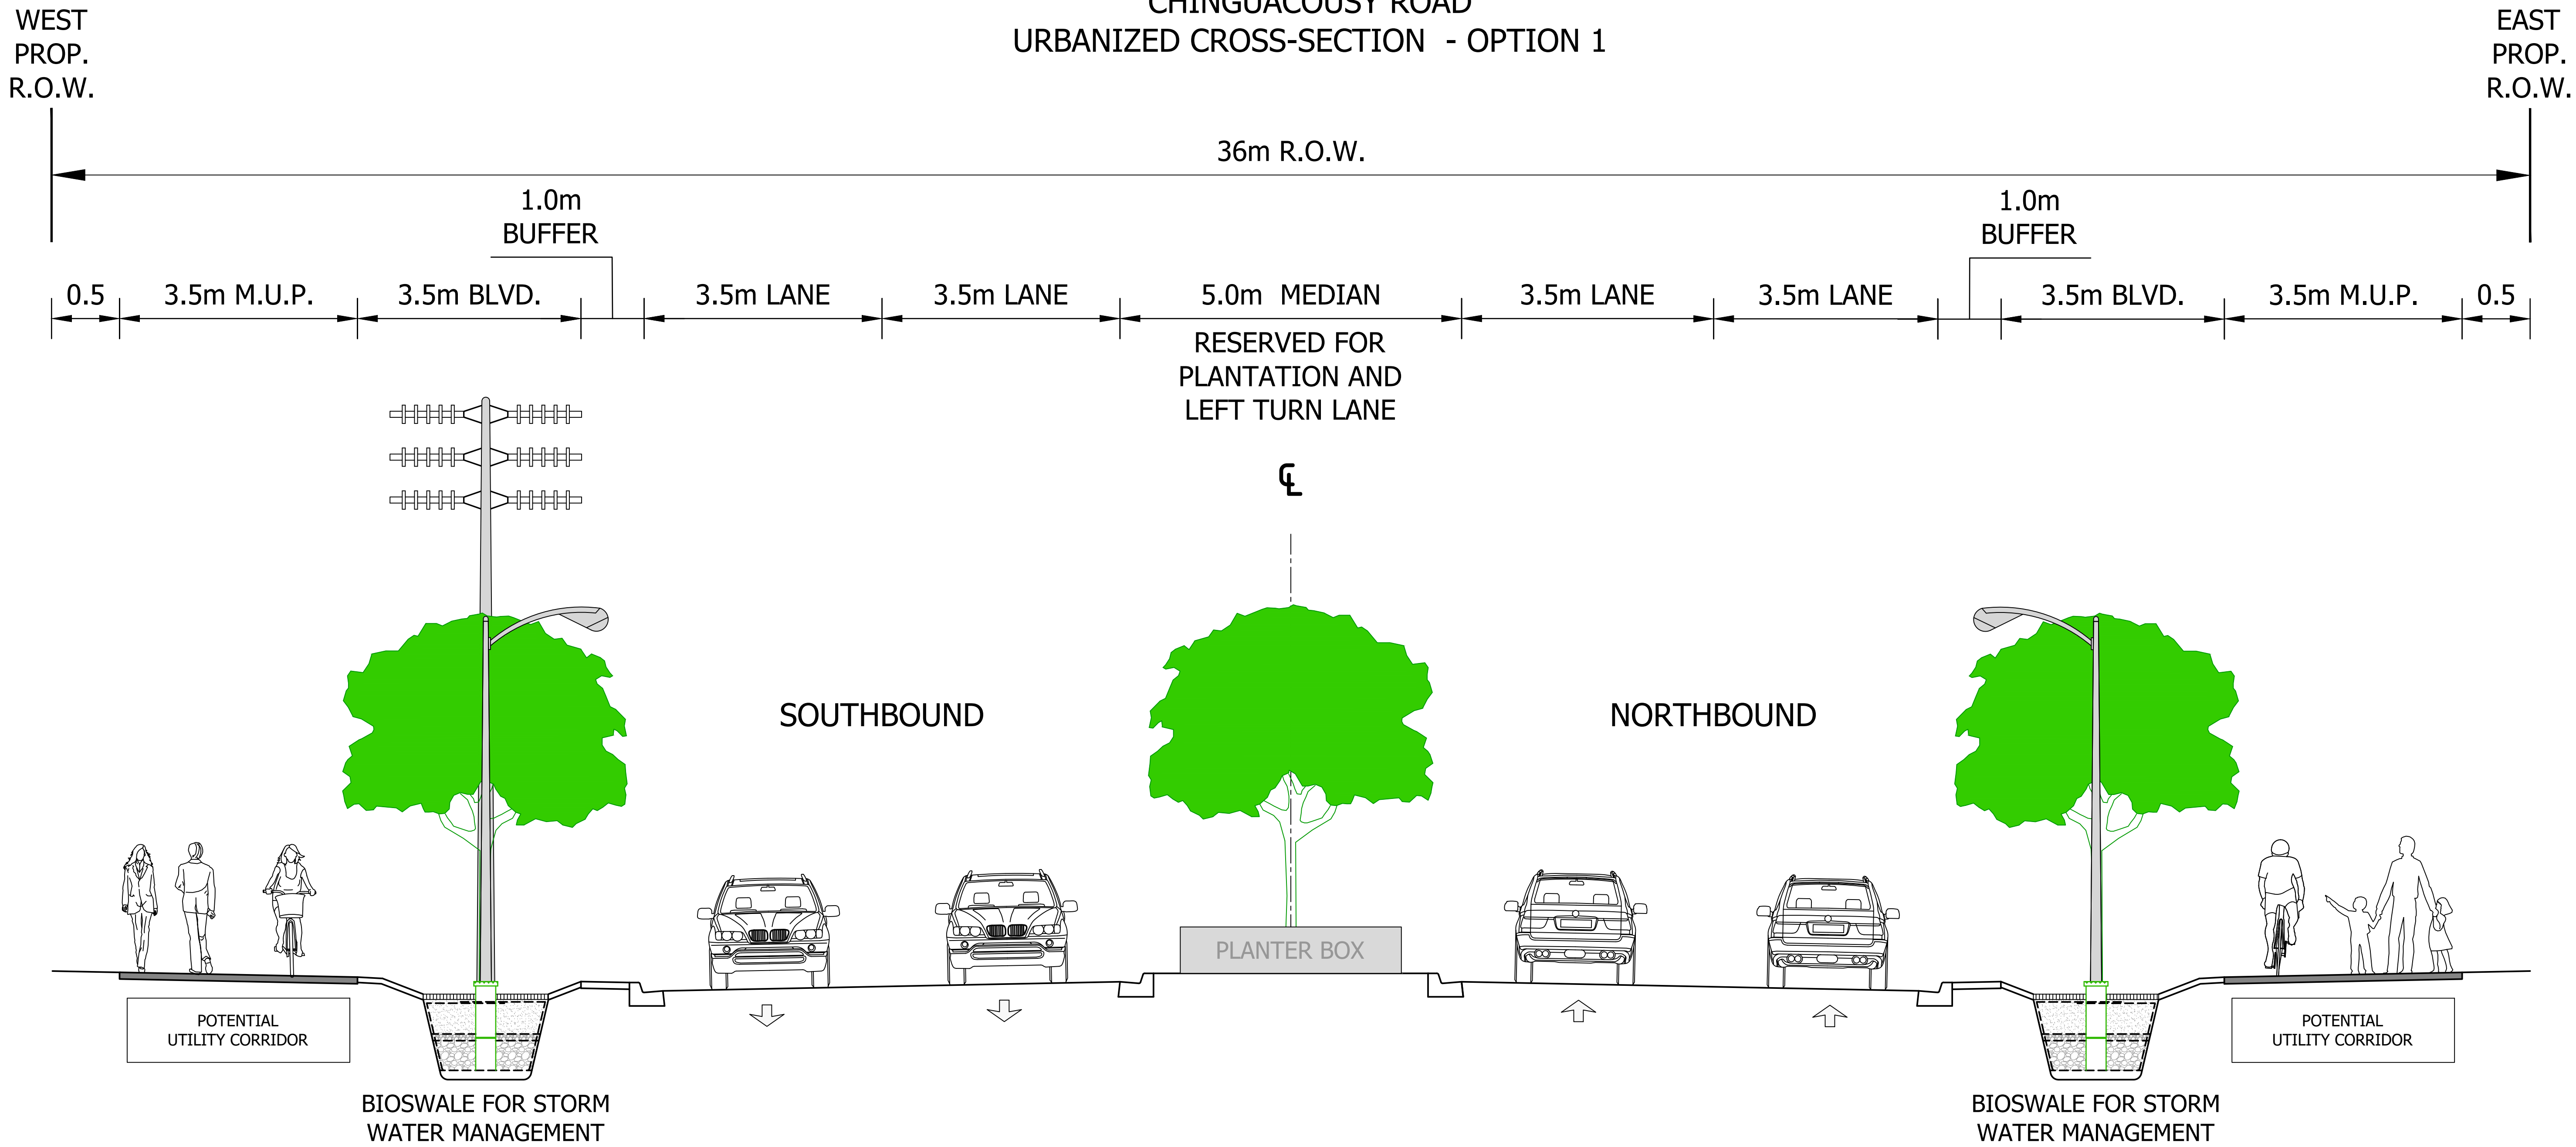 CHINGUACOUSY ROAD
URBANIZED CROSS-SECTION - OPTION 1
WEST
PROP.
R.O.W.
EAST
PROP.
R.O.W.
36m R.O.W.
1.0m
BUFFER
1.0m
BUFFER
0.5
3.5m M.U.P.
3.5m BLVD.
3.5m LANE
3.5m LANE
5.0m MEDIAN
3.5m LANE
3.5m LANE
3.5m BLVD.
3.5m M.U.P.
0.5
RESERVED FOR
PLANTATION AND
LEFT TURN LANE
℄
SOUTHBOUND
NORTHBOUND
PLANTER BOX
POTENTIAL
UTILITY CORRIDOR
POTENTIAL
UTILITY CORRIDOR
BIOSWALE FOR STORM
WATER MANAGEMENT
BIOSWALE FOR STORM
WATER MANAGEMENT